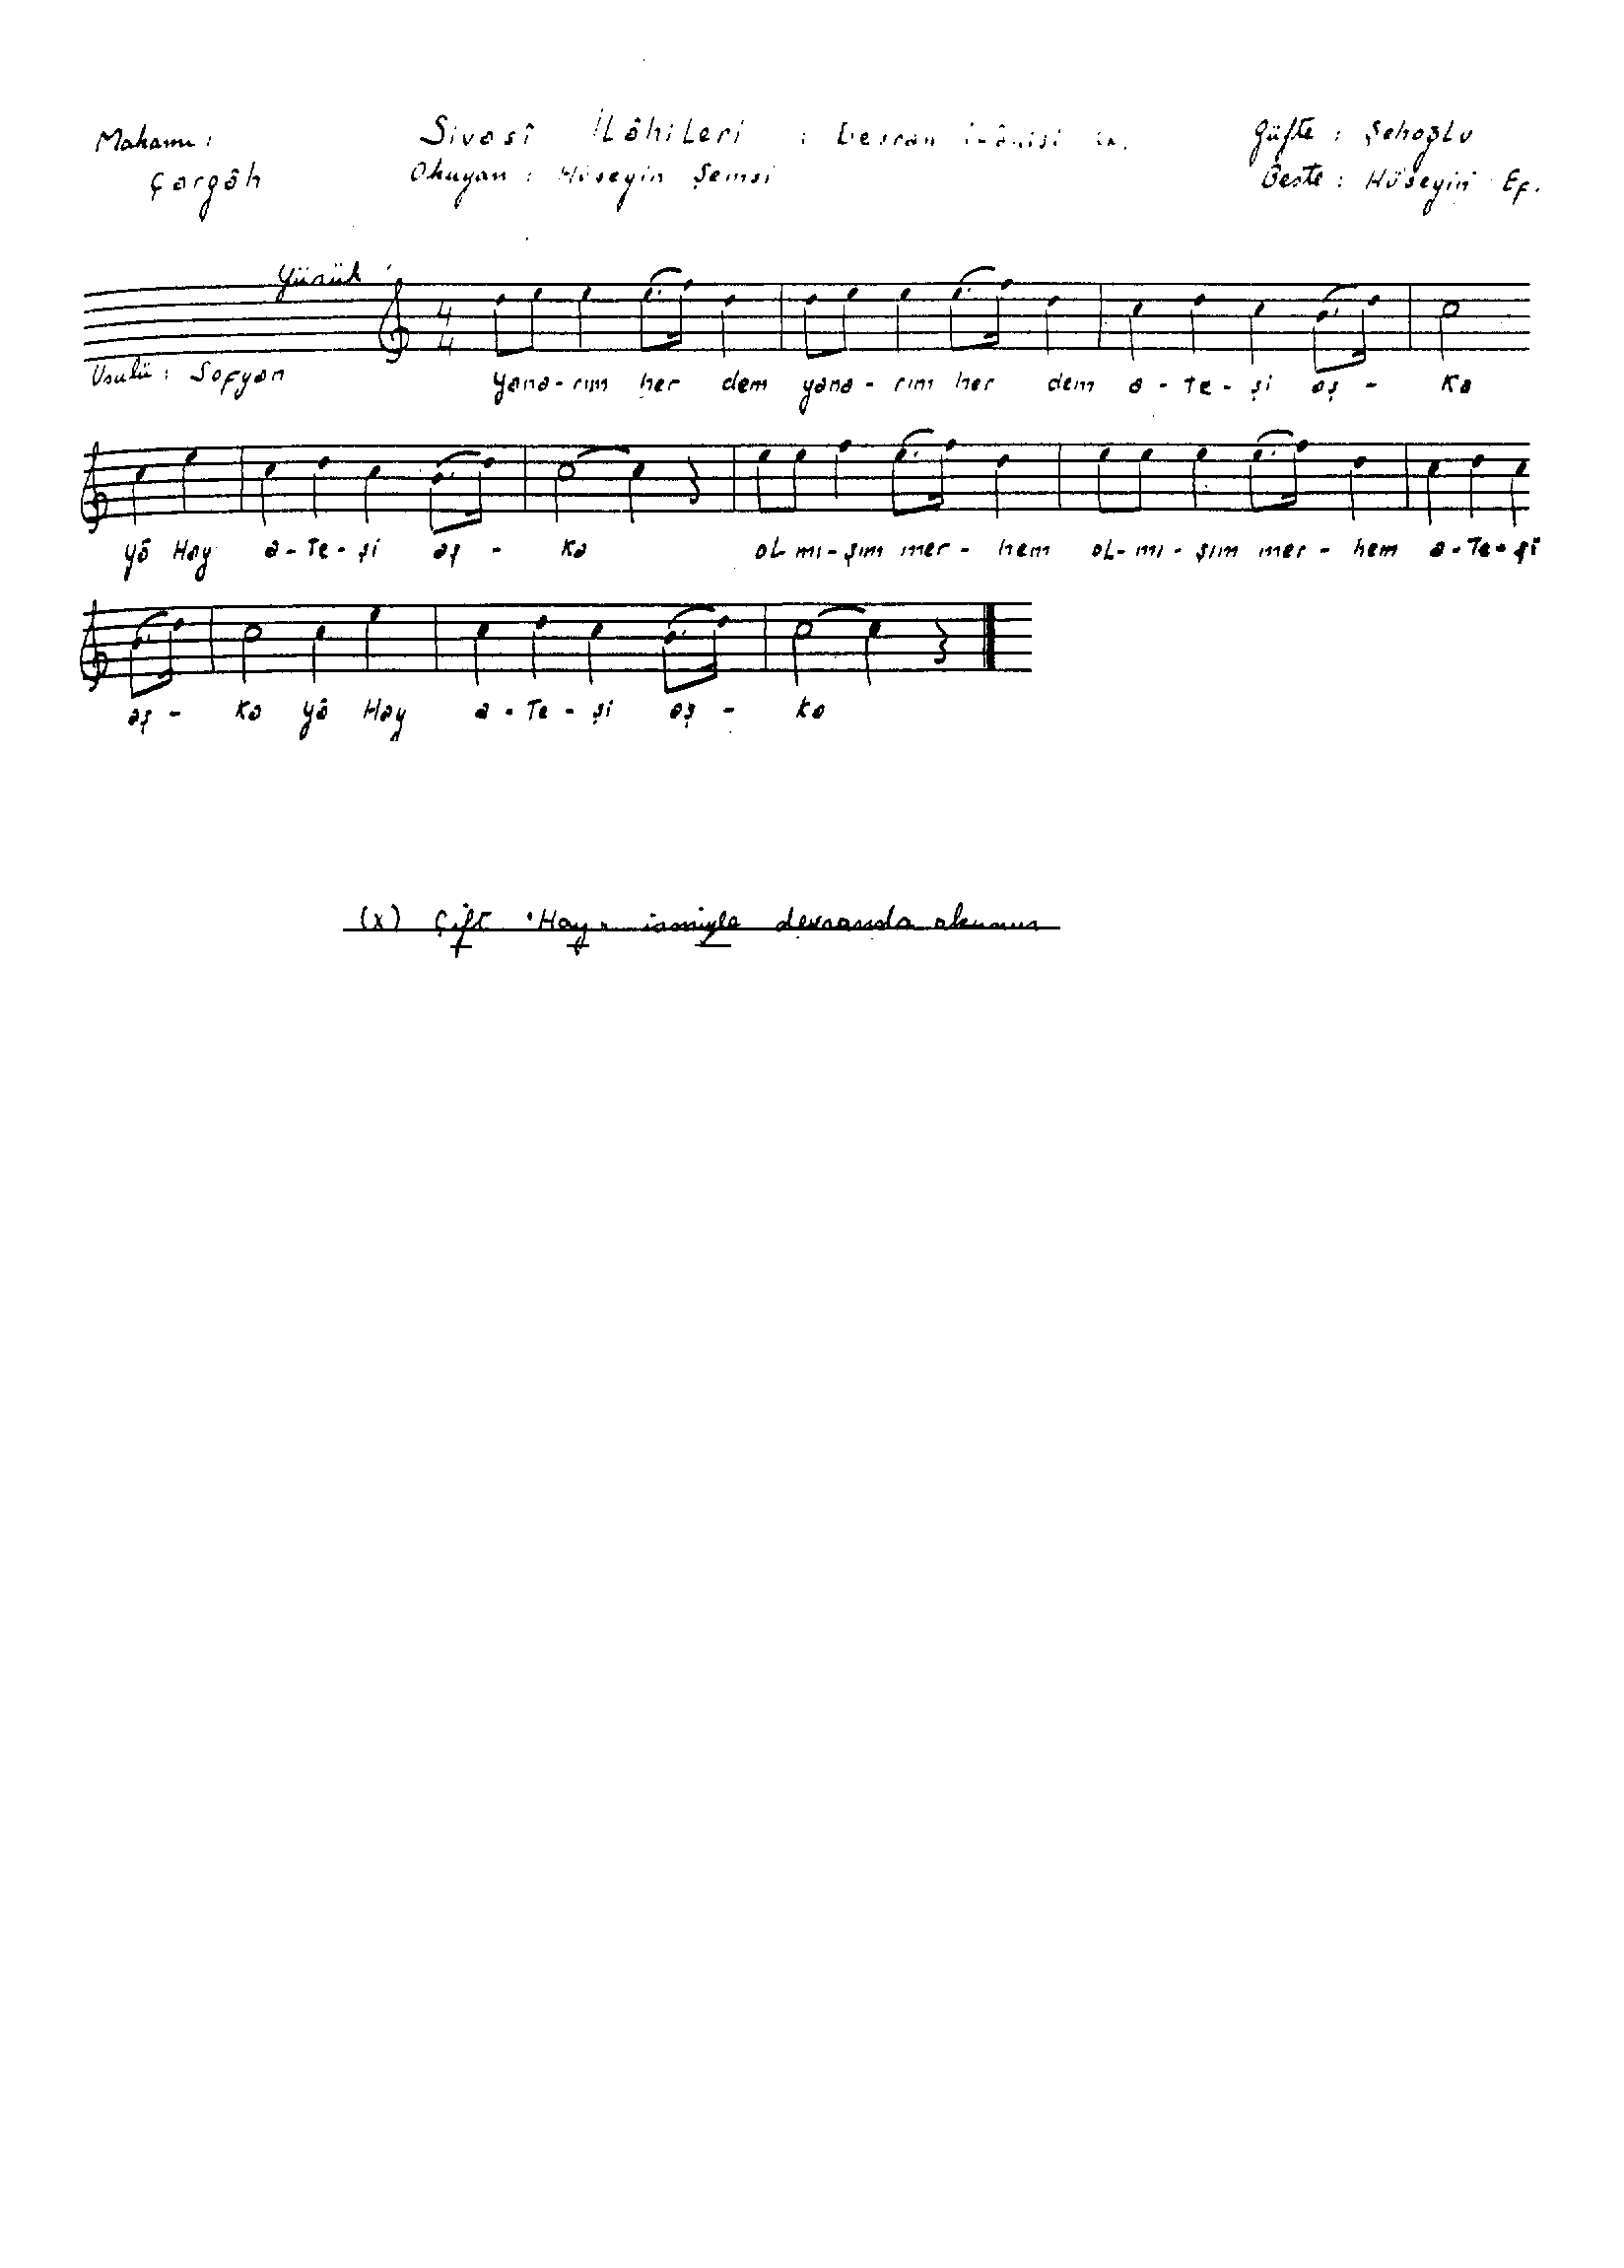 Makamı :
Çargâh
Sivasî İLâhiLeri : Devran
Okuyan : Hüseyin Şemsi
Güfte : Şehoğlu
Beste : Hüseyin Ef.
Yürük
4
4
Usulü : Sofyan
yana-rım her dem yana-rım her dem a-te-şi aş - ka
yâ Hay a-te-şi aş - ka oL-mı-şım mer-hem oL-mı-şım mer-hem a-te-şi
aş - ka yâ Hay a-te-şi aş - ka
(x) Çift "Hay" ismiyle devranda okunur